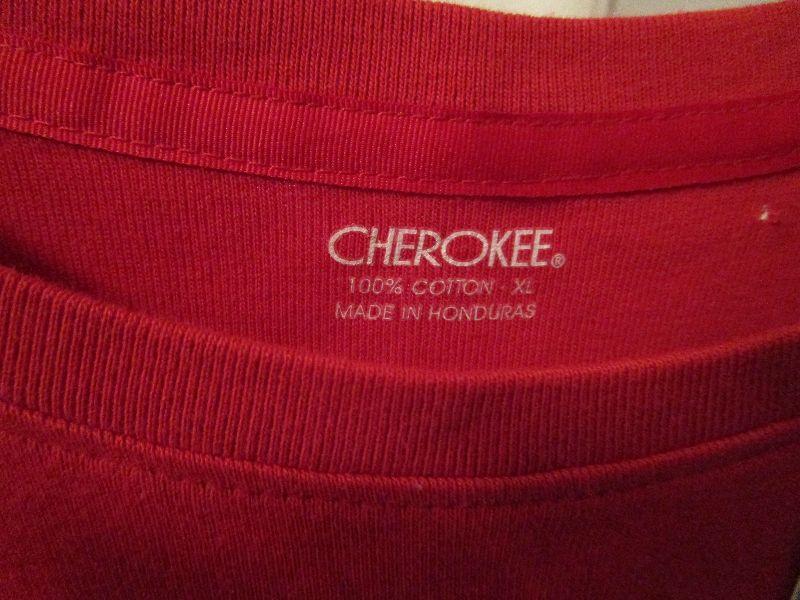 CHEROKEE®
100% COTTON · XL
MADE IN HONDURAS